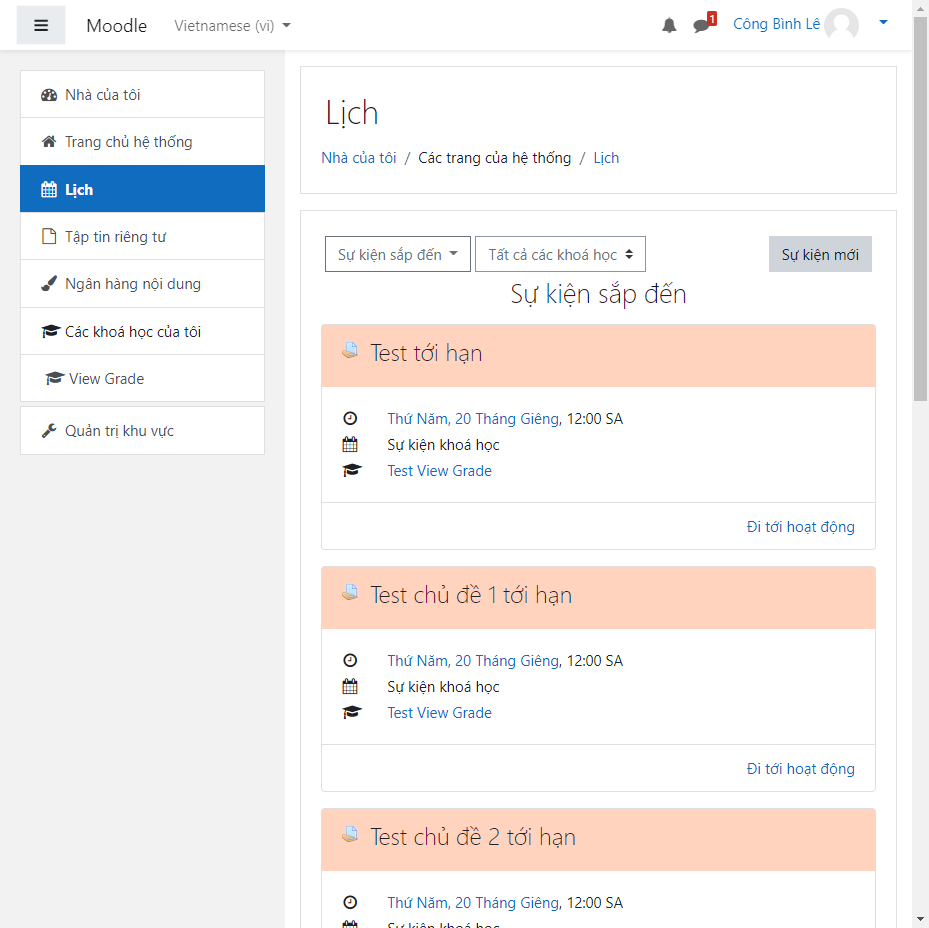 Moodle Vietnamese (vi) 1 Công Bình Lê
Nhà của tôi
Trang chủ hệ thống
Lịch
Tập tin riêng tư
Ngân hàng nội dung
Các khoá học của tôi
View Grade
Quản trị khu vực
Lịch
Nhà của tôi / Các trang của hệ thống / Lịch
Sự kiện sắp đến Tất cả các khoá học Sự kiện mới
Sự kiện sắp đến
Test tới hạn
Thứ Năm, 20 Tháng Giêng, 12:00 SA
Sự kiện khoá học
Test View Grade
Đi tới hoạt động
Test chủ đề 1 tới hạn
Thứ Năm, 20 Tháng Giêng, 12:00 SA
Sự kiện khoá học
Test View Grade
Đi tới hoạt động
Test chủ đề 2 tới hạn
Thứ Năm, 20 Tháng Giêng, 12:00 SA
Sự kiện khoá học